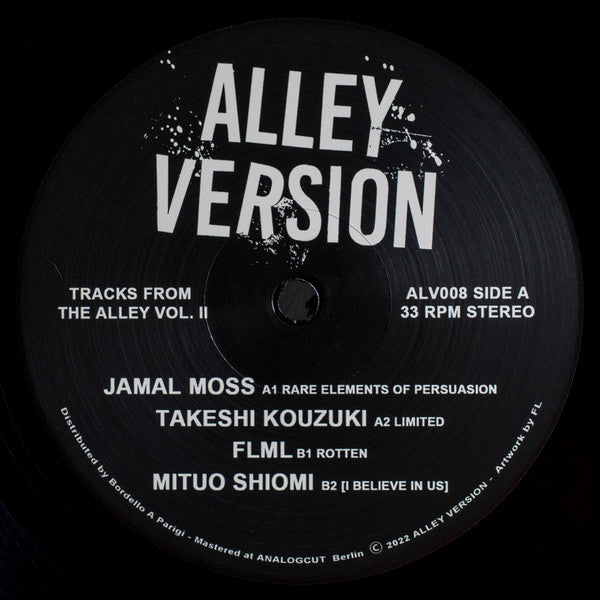 ALLEY
VERSION
TRACKS FROM
THE ALLEY VOL. II
ALV008 SIDE A
33 RPM STEREO
JAMAL MOSS A1 RARE ELEMENTS OF PERSUASION
TAKESHI KOUZUKI A2 LIMITED
FLML B1 ROTTEN
MITUO SHIOMI B2 [I BELIEVE IN US]
Distributed by Bordello A Parigi - Mastered at ANALOGCUT Berlin © 2022 ALLEY VERSION - Artwork by FL